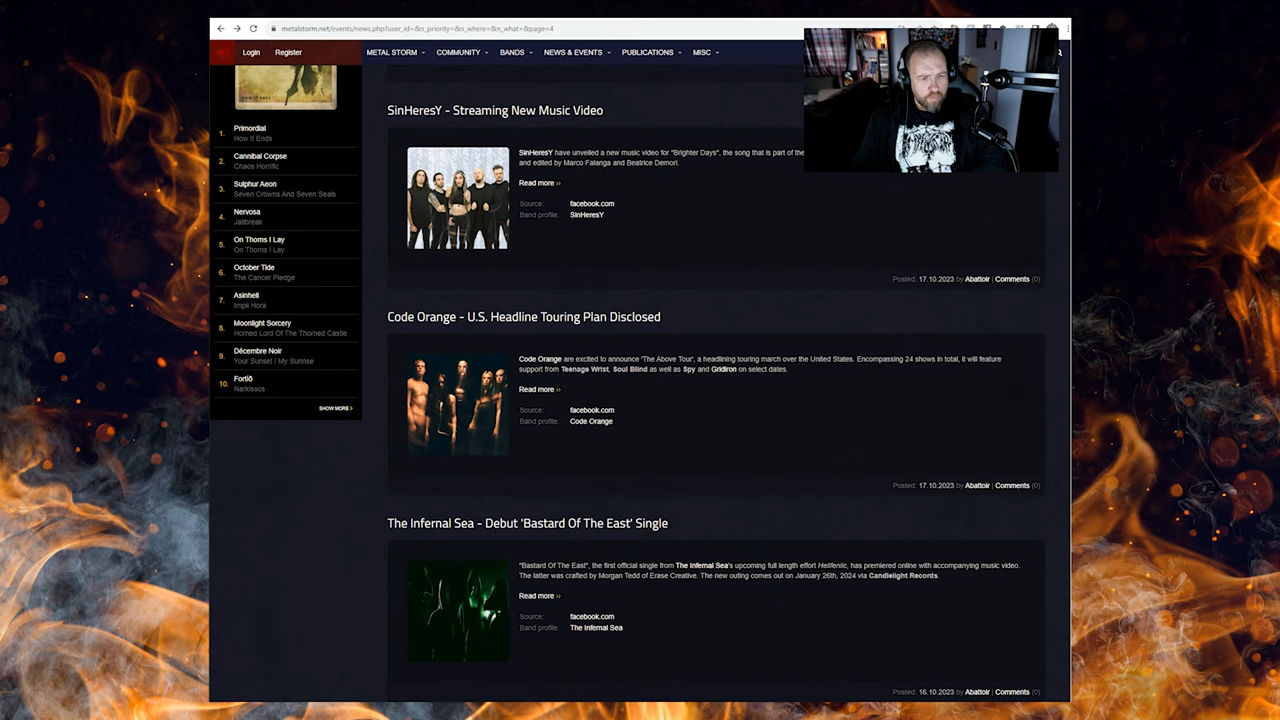 metalstorm.net/events/news.php?user_id=&n_priority=&n_where=&n_what=&page=4
Login Register METAL STORM COMMUNITY BANDS NEWS & EVENTS PUBLICATIONS MISC
1. Primordial
How It Ends
2. Cannibal Corpse
Chaos Horrific
3. Sulphur Aeon
Seven Crowns And Seven Seals
4. Nervosa
Jailbreak
5. On Thorns I Lay
On Thorns I Lay
6. October Tide
The Cancer Pledge
7. Asinhell
Impii Hora
8. Moonlight Sorcery
Horned Lord Of The Thorned Castle
9. Décembre Noir
Your Sunset / My Sunrise
10. Fortíð
Narkissos
SHOW MORE >
SinHeresY - Streaming New Music Video
SinHeresY have unveiled a new music video for "Brighter Days", the song that is part of the
and edited by Marco Falanga and Beatrice Demori.
Read more ››
Source: facebook.com
Band profile: SinHeresY
Posted: 17.10.2023 by Abattoir | Comments (0)
Code Orange - U.S. Headline Touring Plan Disclosed
Code Orange are excited to announce 'The Above Tour', a headlining touring march over the United States. Encompassing 24 shows in total, it will feature
support from Teenage Wrist, Soul Blind as well as Spy and Gridiron on select dates.
Read more ››
Source: facebook.com
Band profile: Code Orange
Posted: 17.10.2023 by Abattoir | Comments (0)
The Infernal Sea - Debut 'Bastard Of The East' Single
"Bastard Of The East", the first official single from The Infernal Sea's upcoming full length effort Hellfenlic, has premiered online with accompanying music video.
The latter was crafted by Morgan Tedd of Erase Creative. The new outing comes out on January 26th, 2024 via Candlelight Records.
Read more ››
Source: facebook.com
Band profile: The Infernal Sea
Posted: 16.10.2023 by Abattoir | Comments (0)